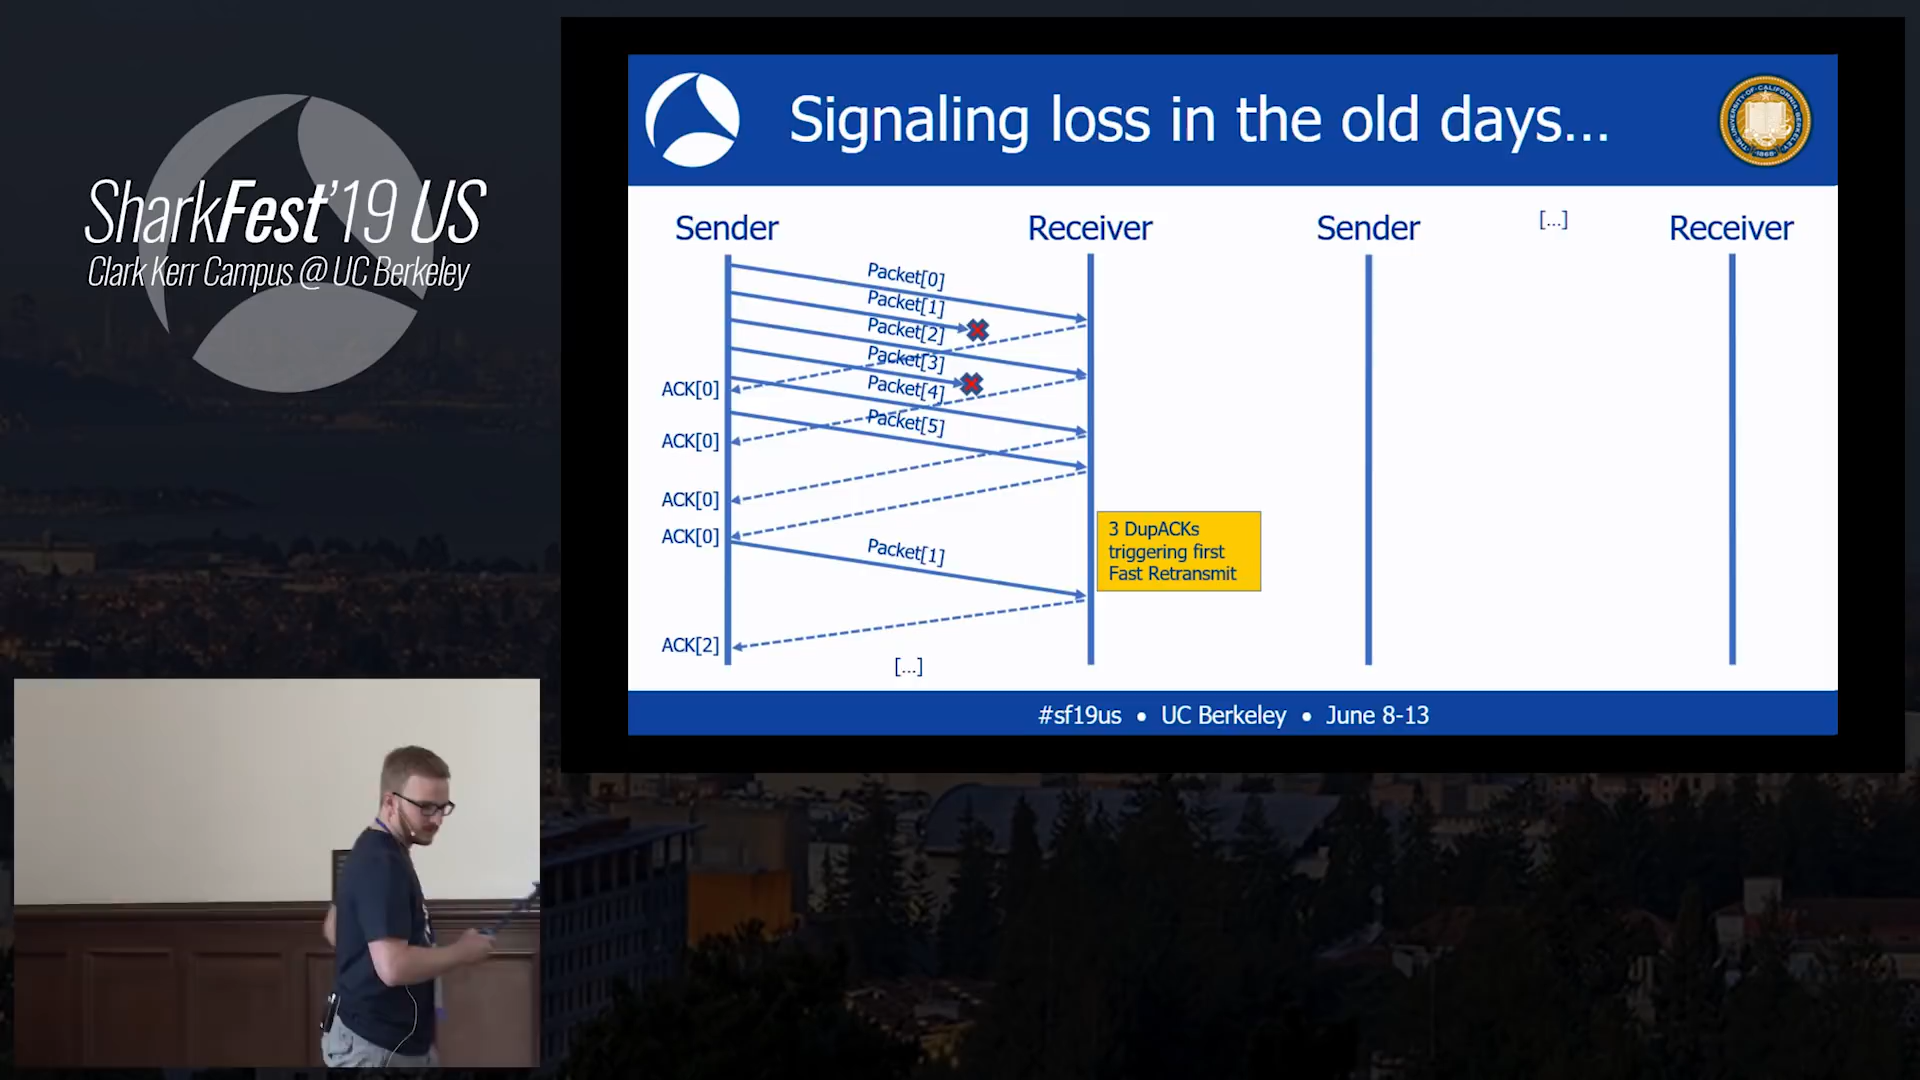 SharkFest'19 US
Clark Kerr Campus @ UC Berkeley
Signaling loss in the old days...
Sender
Receiver
Sender
[...]
Receiver
Packet[0]
Packet[1]
Packet[2]
Packet[3]
Packet[4]
Packet[5]
ACK[0]
ACK[0]
ACK[0]
ACK[0]
Packet[1]
3 DupACKs
triggering first
Fast Retransmit
ACK[2]
[...]
#sf19us • UC Berkeley • June 8-13